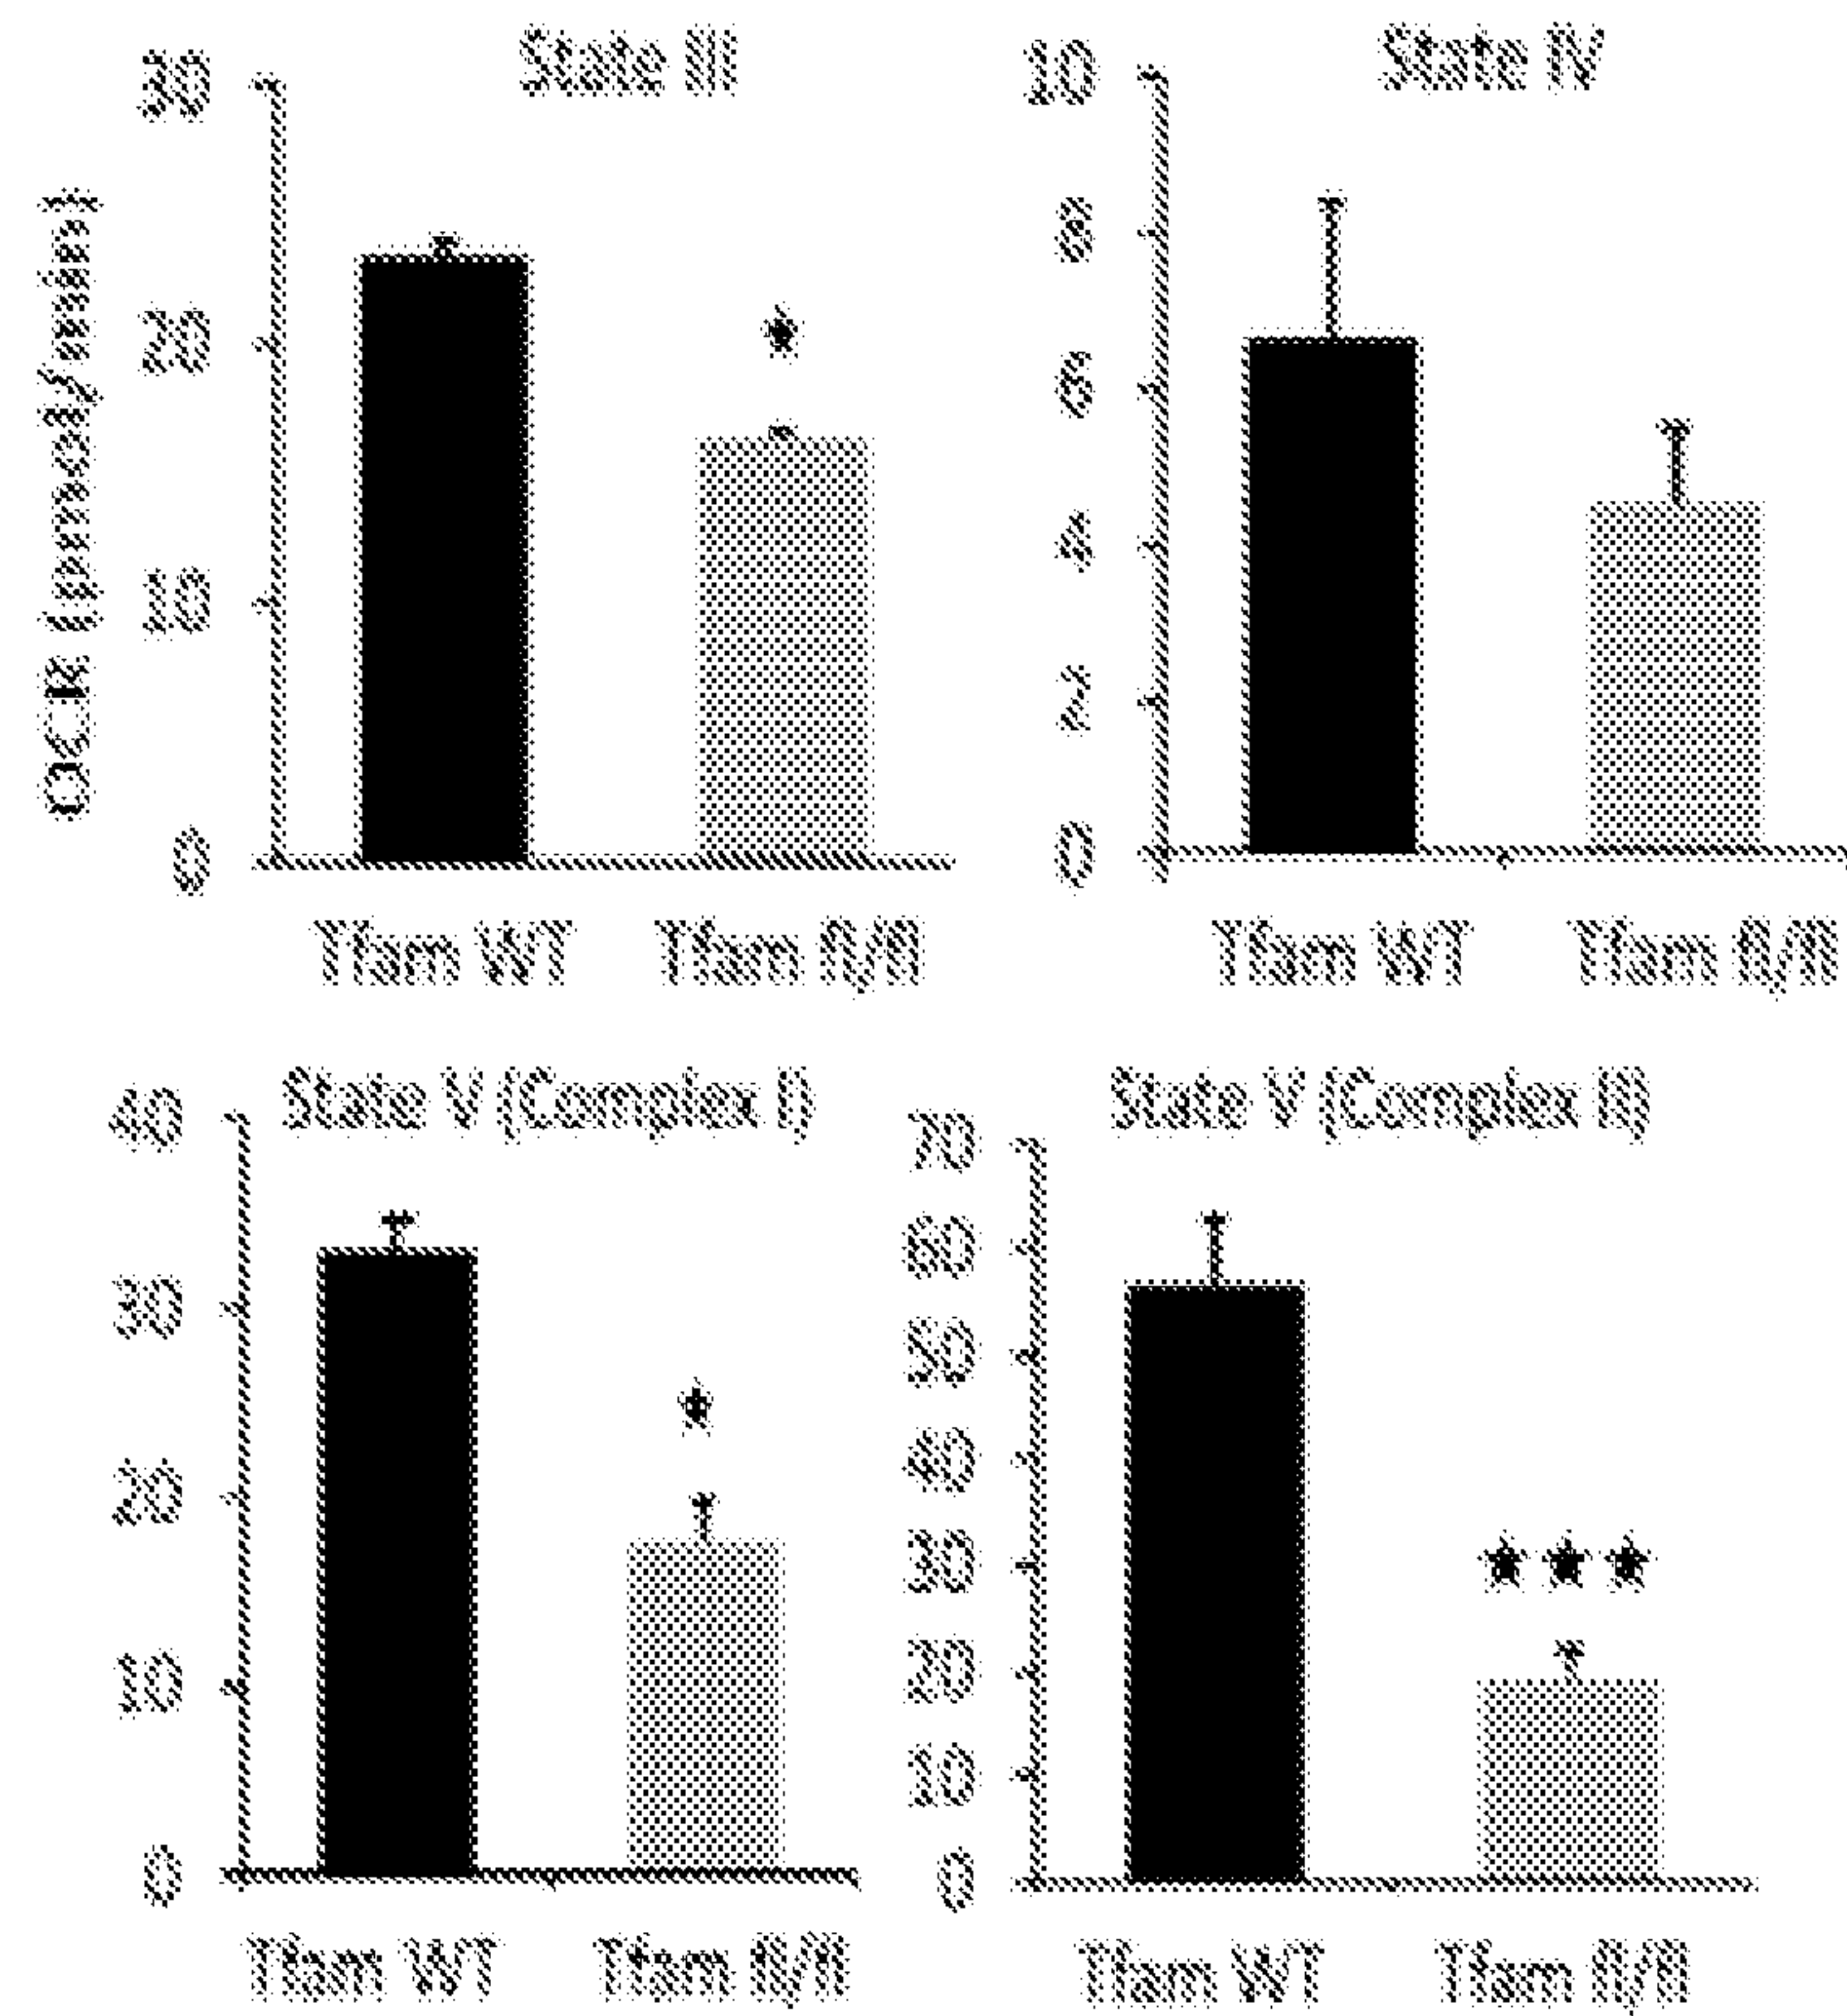 State III
30
20
10
0
OCR (pmol/min)
Tfam WT
Tfam fl/fl
State IV
10
8
6
4
2
0
Tfam WT
Tfam fl/fl
*
State V (Complex I)
40
30
20
10
0
Tfam WT
Tfam fl/fl
*
State V (Complex II)
70
60
50
40
30
20
10
0
Tfam WT
Tfam fl/fl
***